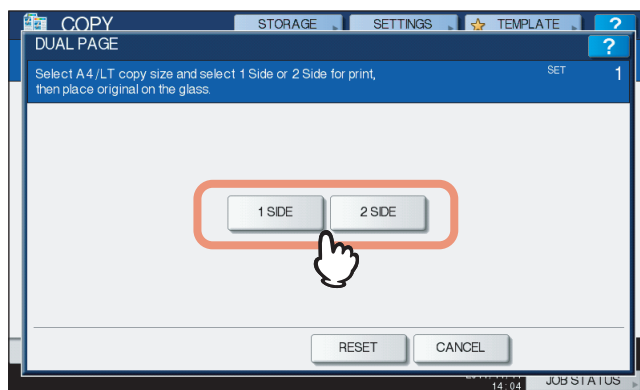 COPY STORAGE SETTINGS TEMPLATE ?
DUAL PAGE ?
Select A4/LT copy size and select 1 Side or 2 Side for print,
then place original on the glass.
SET 1
1 SIDE 2 SIDE
RESET CANCEL
14:04 JOB STATUS